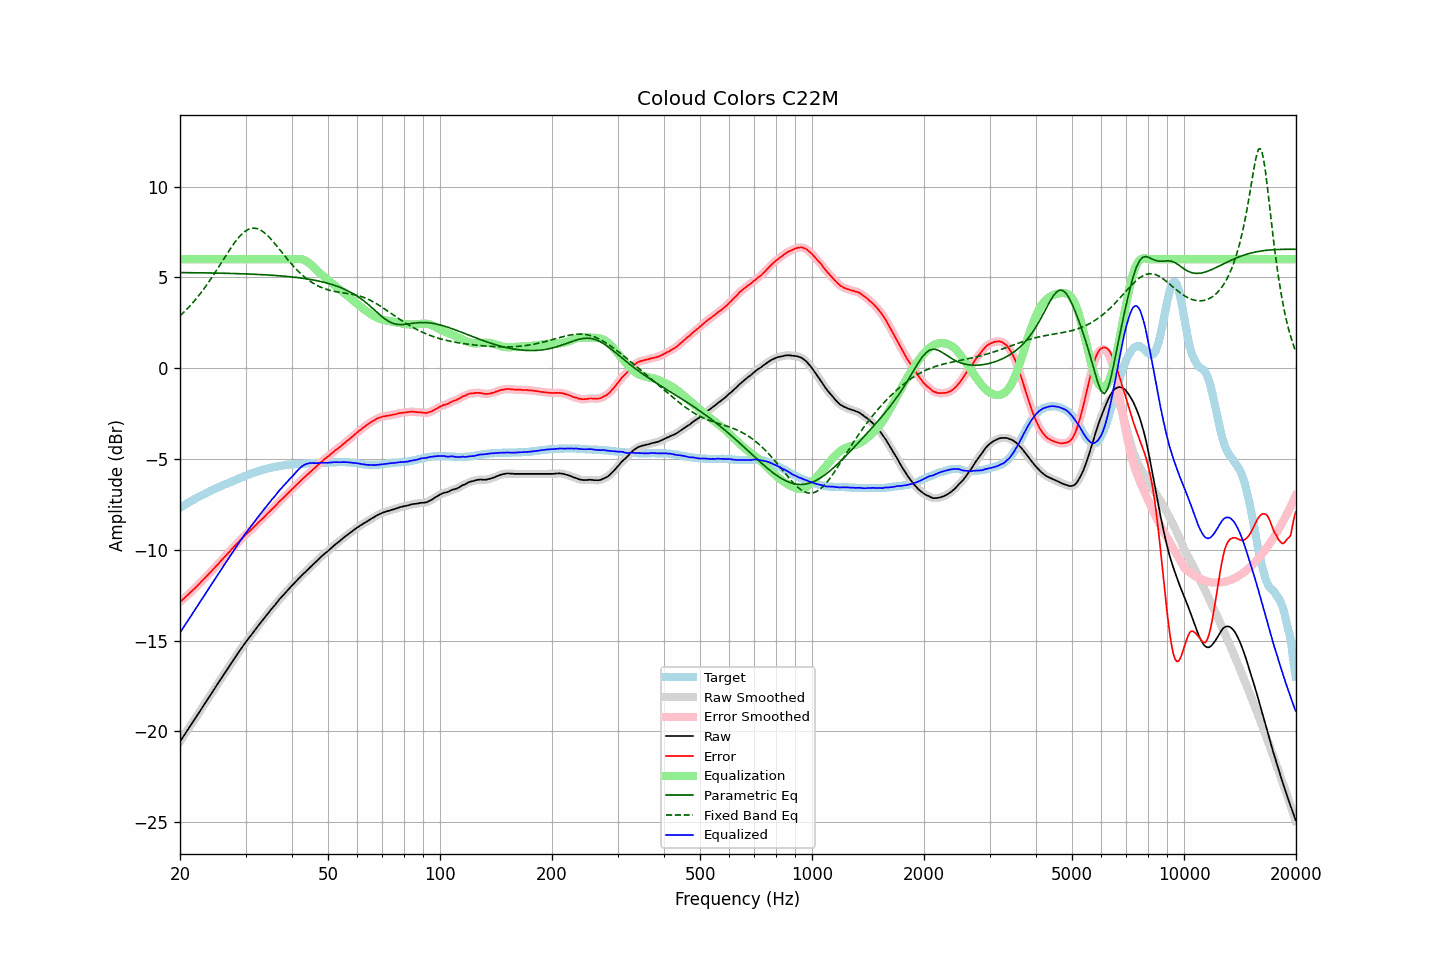 Coloud Colors C22M
Amplitude (dBr)
10
5
0
−5
−10
−15
−20
−25
Target
Raw Smoothed
Error Smoothed
Raw
Error
Equalization
Parametric Eq
Fixed Band Eq
Equalized
20 50 100 200 500 1000 2000 5000 10000 20000
Frequency (Hz)